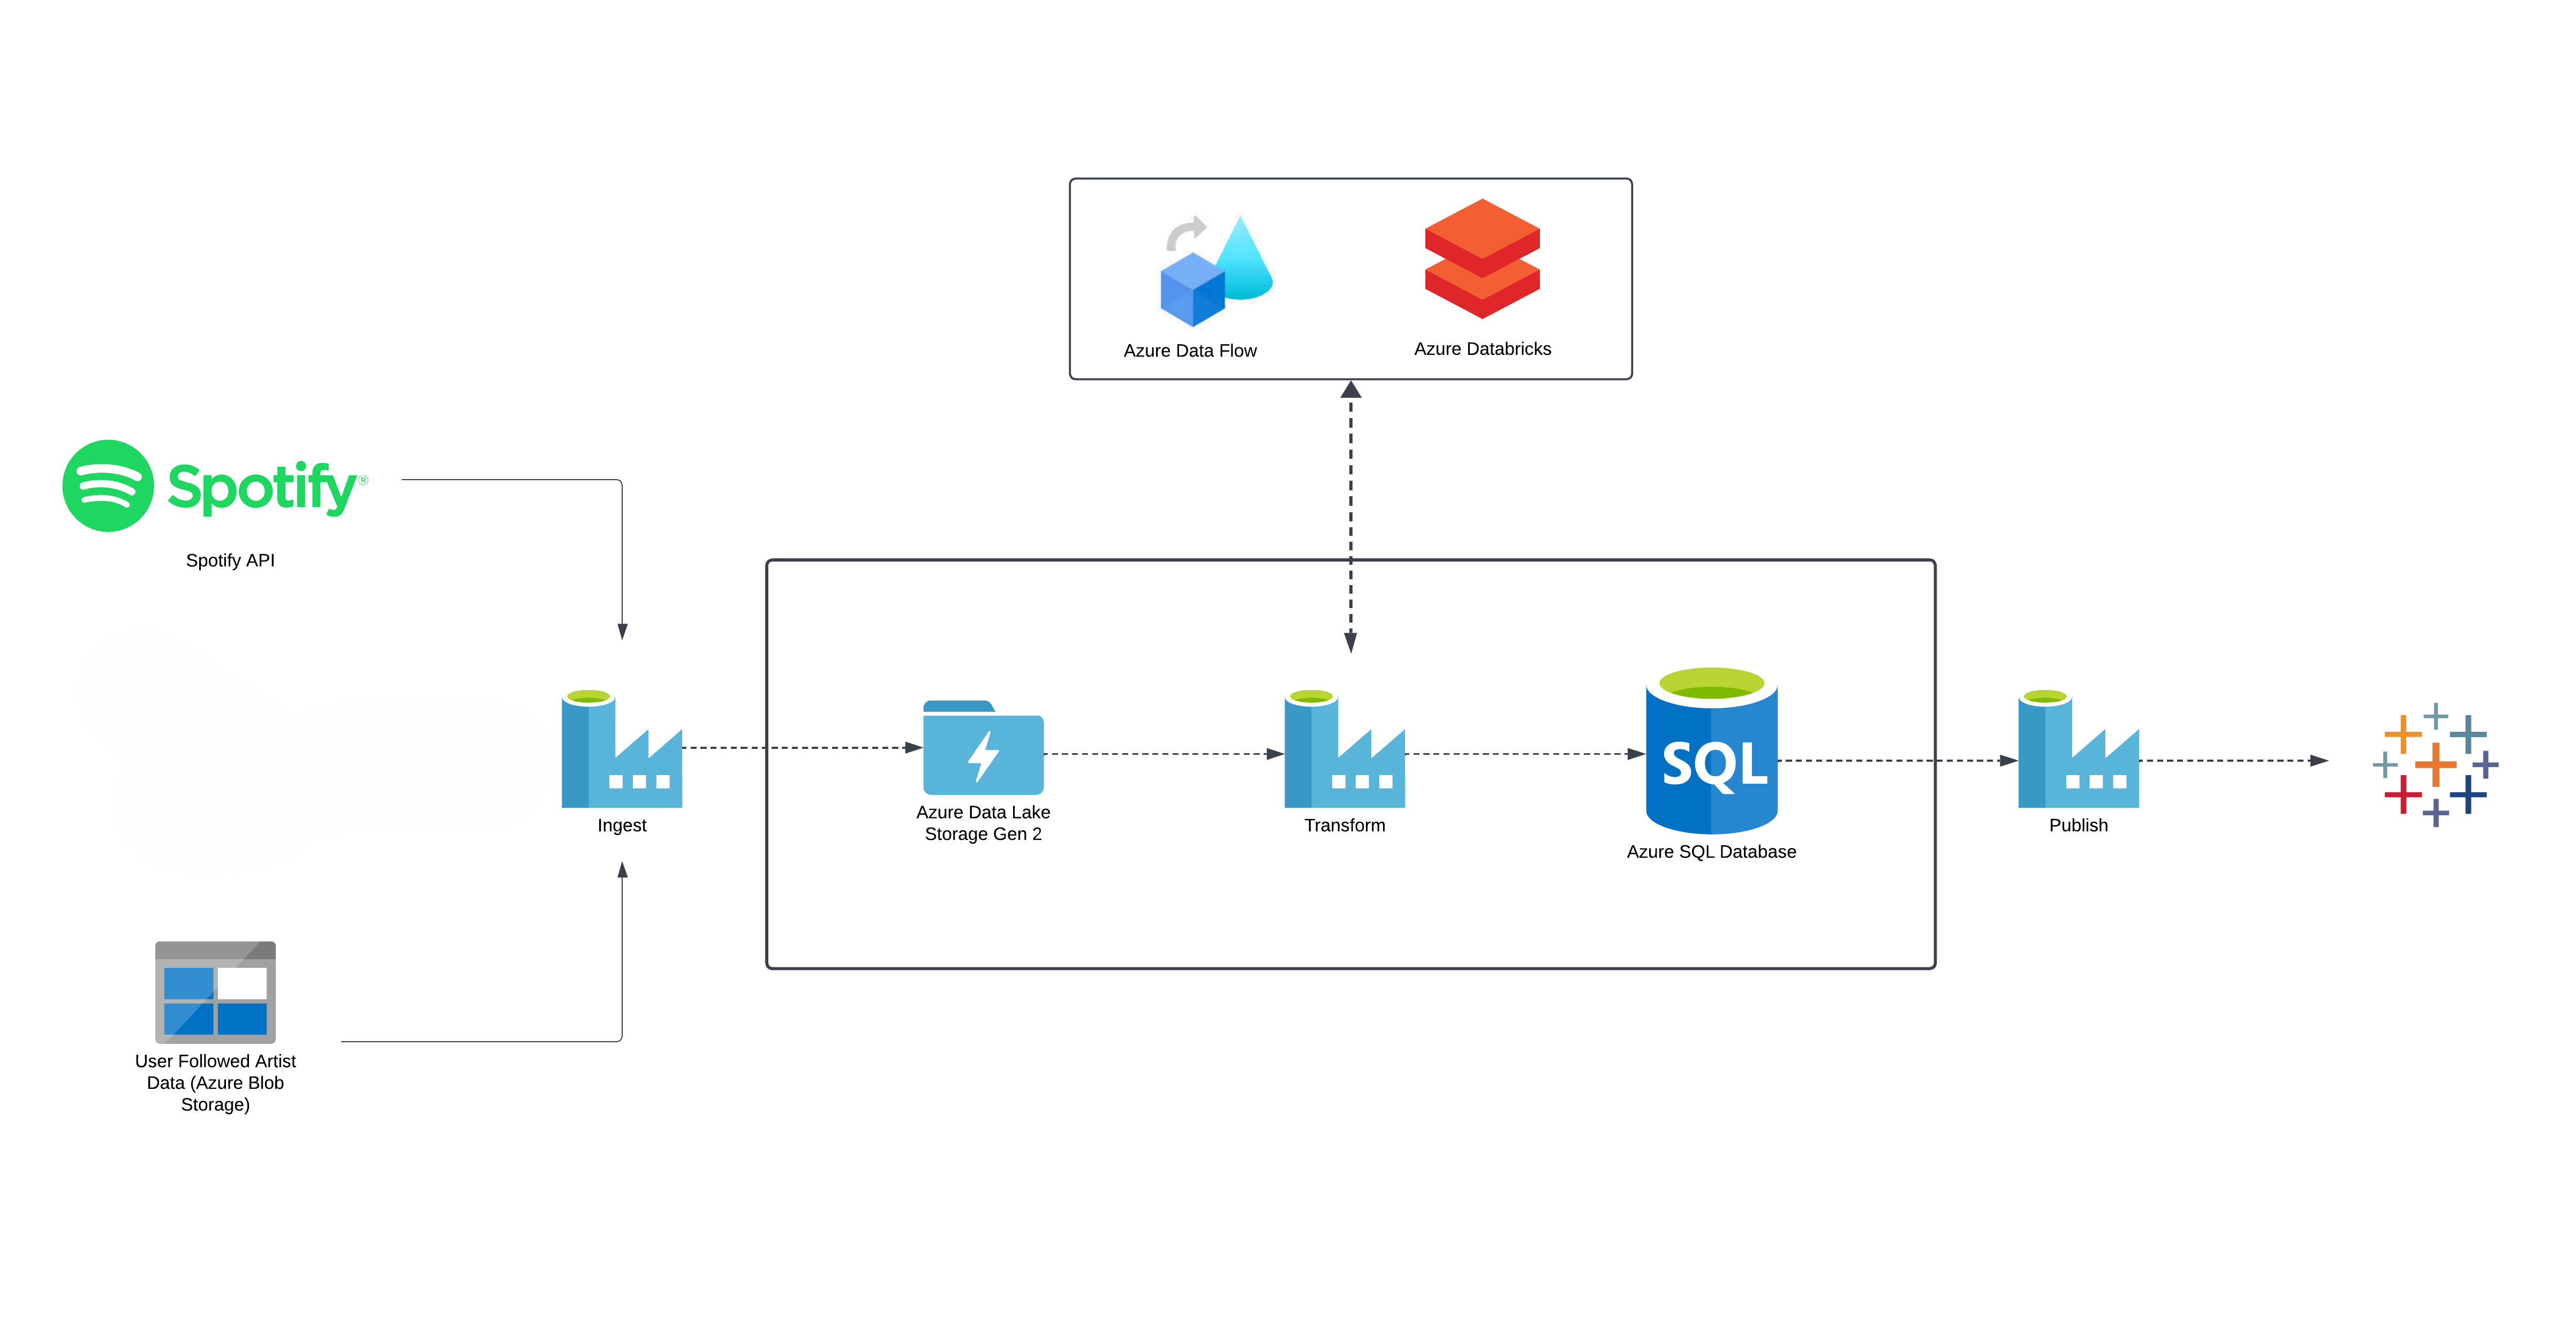 Azure Data Flow
Azure Databricks
Spotify®
Spotify API
Ingest
Azure Data Lake
Storage Gen 2
Transform
SQL
Azure SQL Database
Publish
User Followed Artist
Data (Azure Blob
Storage)